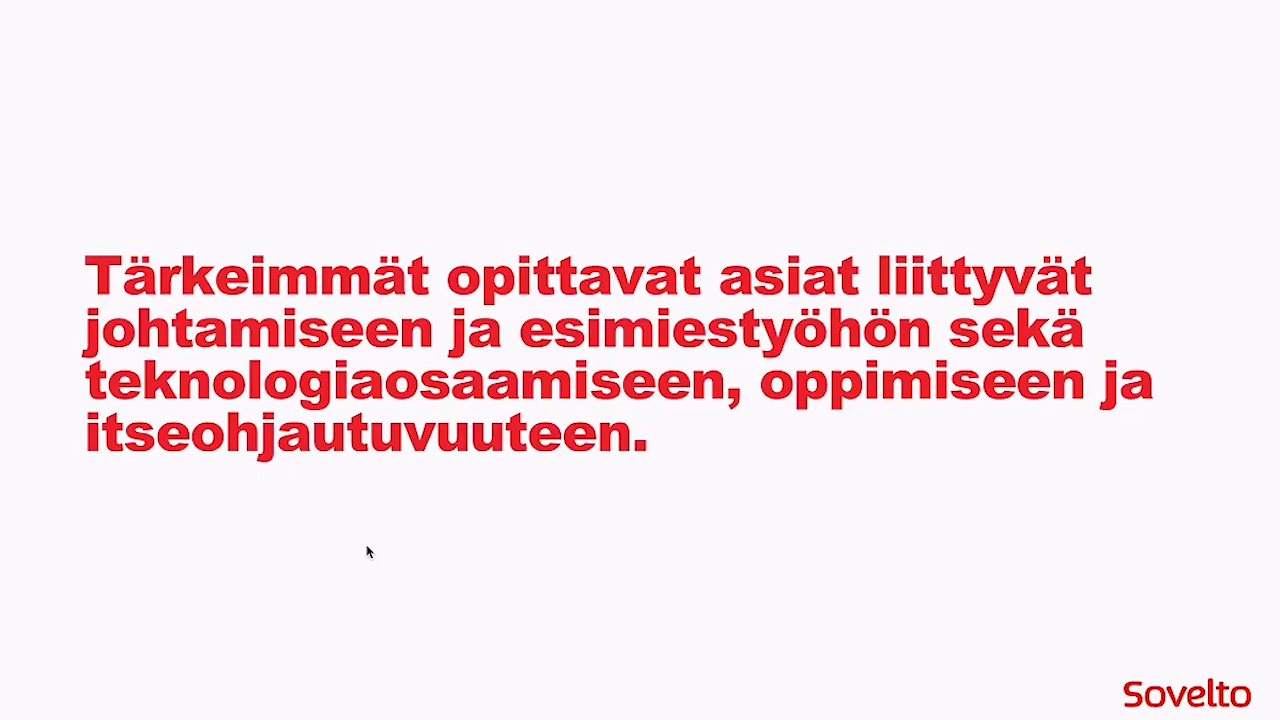 Tärkeimmät opittavat asiat liittyvät
johtamiseen ja esimiestyöhön sekä
teknologiaosaamiseen, oppimiseen ja
itseohjautuvuuteen.
Sovelto